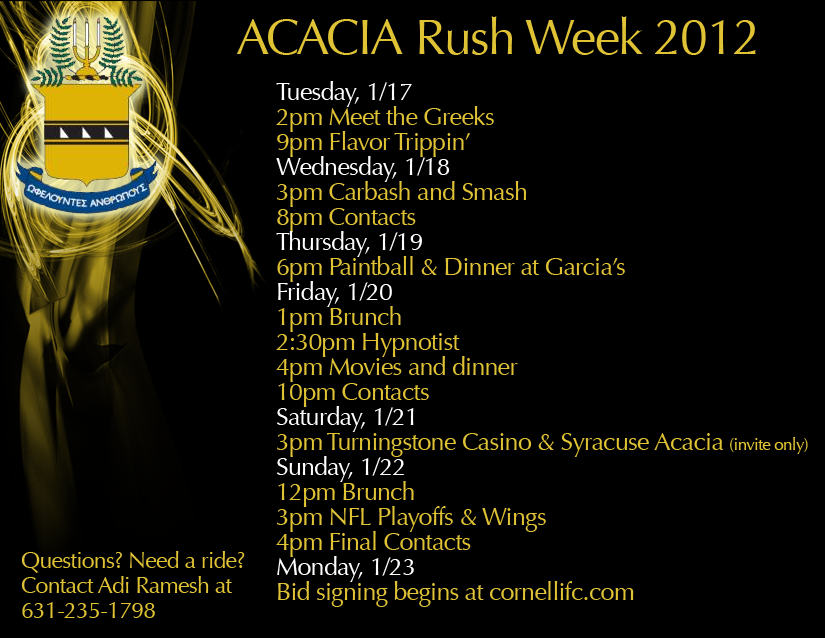 ACACIA Rush Week 2012
ΩΦΕΛΟΥΝΤΕΣ ΑΝΘΡΩΠΟΥΣ
Tuesday, 1/17
2pm Meet the Greeks
9pm Flavor Trippin’
Wednesday, 1/18
3pm Carbash and Smash
8pm Contacts
Thursday, 1/19
6pm Paintball & Dinner at Garcia’s
Friday, 1/20
1pm Brunch
2:30pm Hypnotist
4pm Movies and dinner
10pm Contacts
Saturday, 1/21
3pm Turningstone Casino & Syracuse Acacia (invite only)
Sunday, 1/22
12pm Brunch
3pm NFL Playoffs & Wings
4pm Final Contacts
Monday, 1/23
Bid signing begins at cornellifc.com
Questions? Need a ride?
Contact Adi Ramesh at
631-235-1798